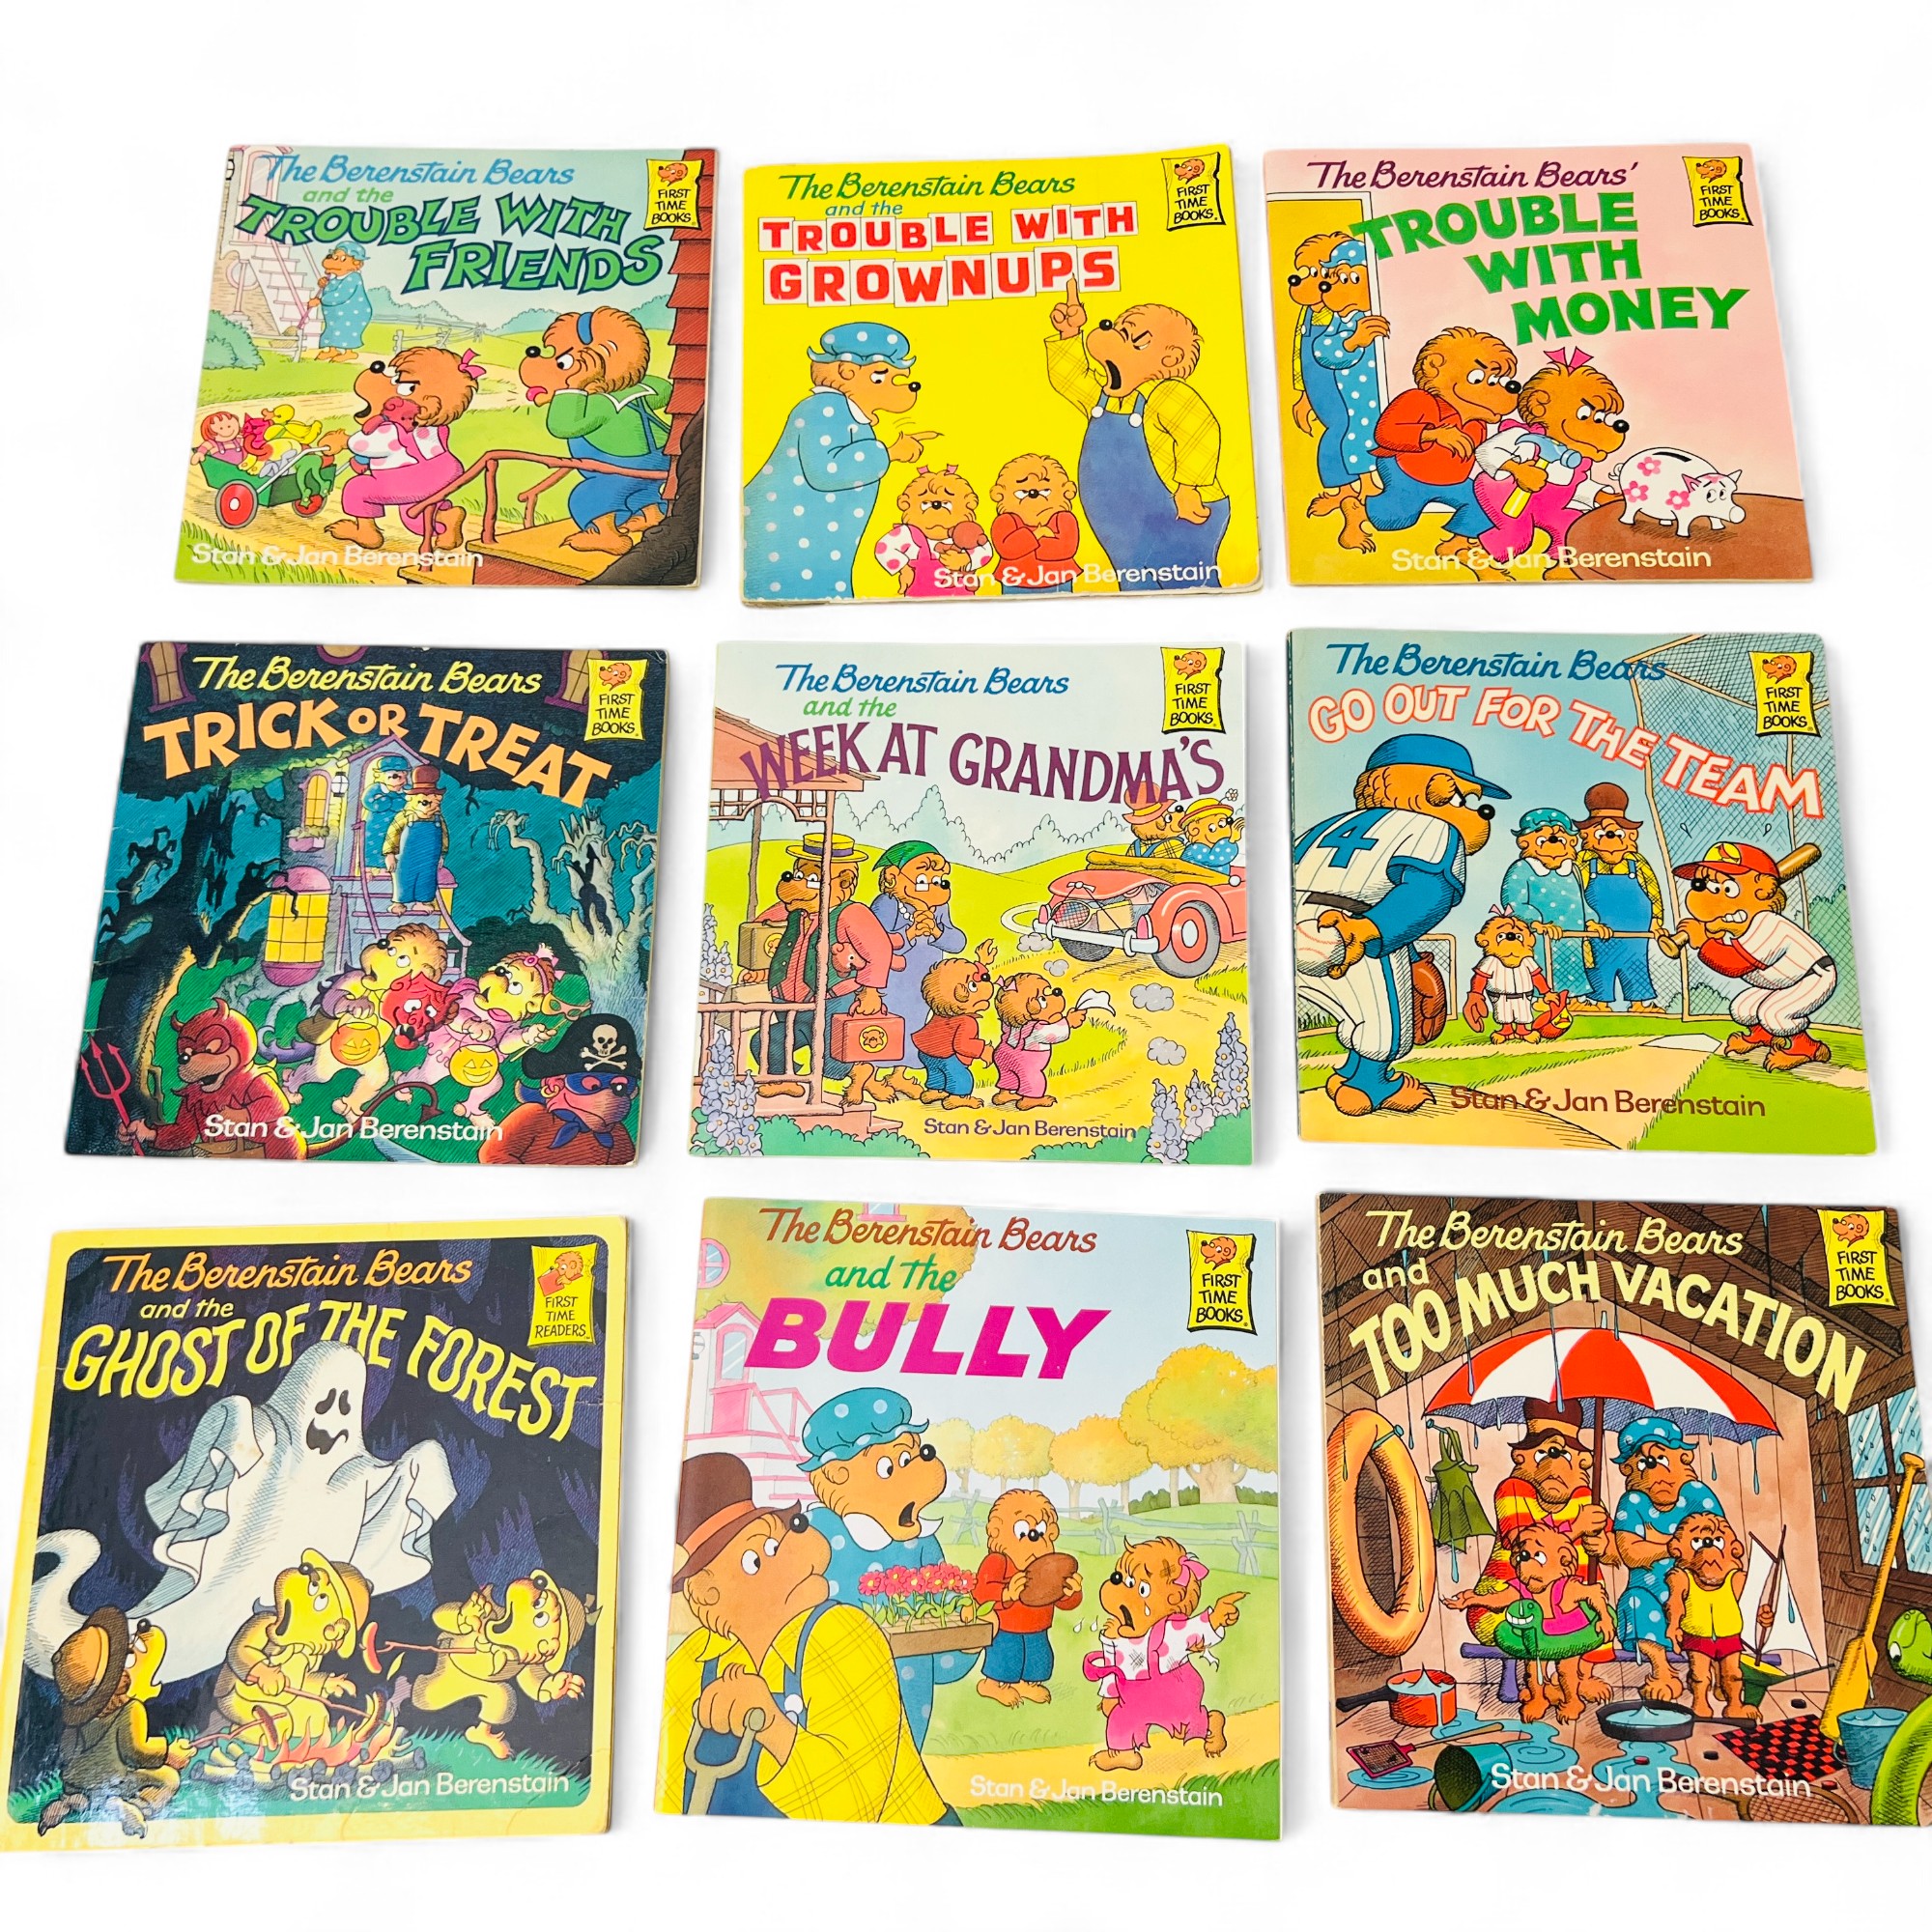 The Berenstain Bears
and the
TROUBLE WITH
FRIENDS
FIRST
TIME
BOOKS
Stan & Jan Berenstain
The Berenstain Bears
and the
TROUBLE WITH
GROWNUPS
FIRST
TIME
BOOKS
Stan & Jan Berenstain
The Berenstain Bears'
TROUBLE
WITH
MONEY
FIRST
TIME
BOOKS
Stan & Jan Berenstain
The Berenstain Bears
TRICK OR TREAT
FIRST
TIME
BOOKS
Stan & Jan Berenstain
The Berenstain Bears
and the
WEEK AT GRANDMA'S
FIRST
TIME
BOOKS
Stan & Jan Berenstain
The Berenstain Bears
GO OUT FOR THE TEAM
FIRST
TIME
BOOKS
14
Stan & Jan Berenstain
The Berenstain Bears
and the
GHOST OF THE FOREST
FIRST
TIME
READERS
Stan & Jan Berenstain
The Berenstain Bears
and the
BULLY
FIRST
TIME
BOOKS
Stan & Jan Berenstain
The Berenstain Bears
and
TOO MUCH VACATION
FIRST
TIME
BOOKS
Stan & Jan Berenstain